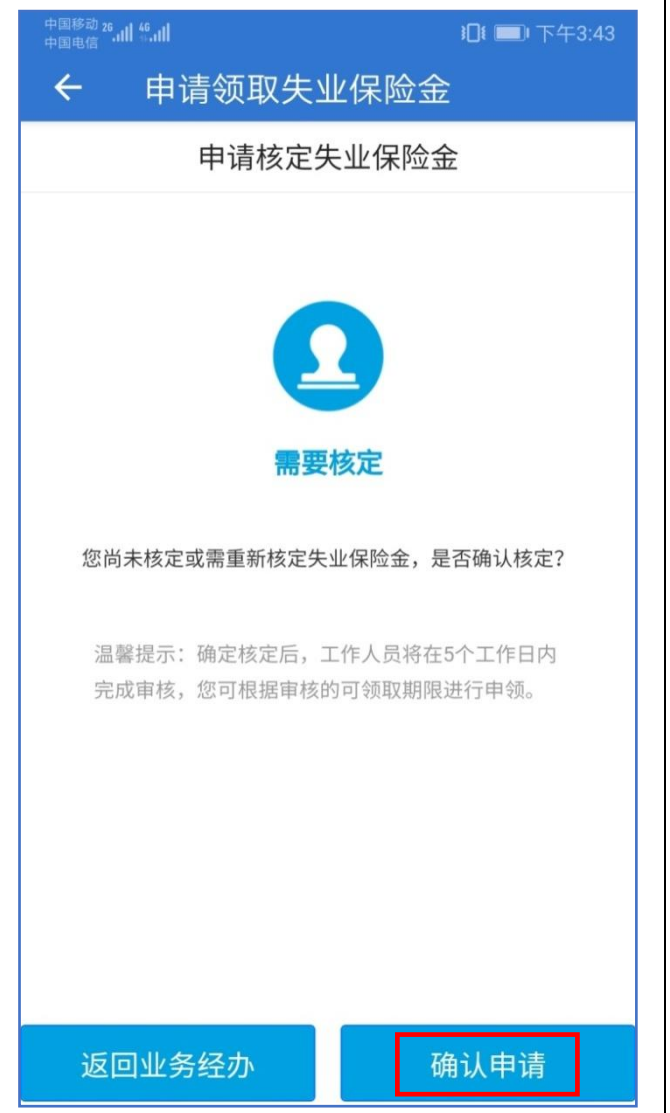 中国移动 2G 4G 下午3:43
中国电信
申请领取失业保险金
申请核定失业保险金
需要核定
您尚未核定或需重新核定失业保险金，是否确认核定？
温馨提示：确定核定后，工作人员将在5个工作日内
完成审核，您可根据审核的可领取期限进行申领。
返回业务经办 确认申请